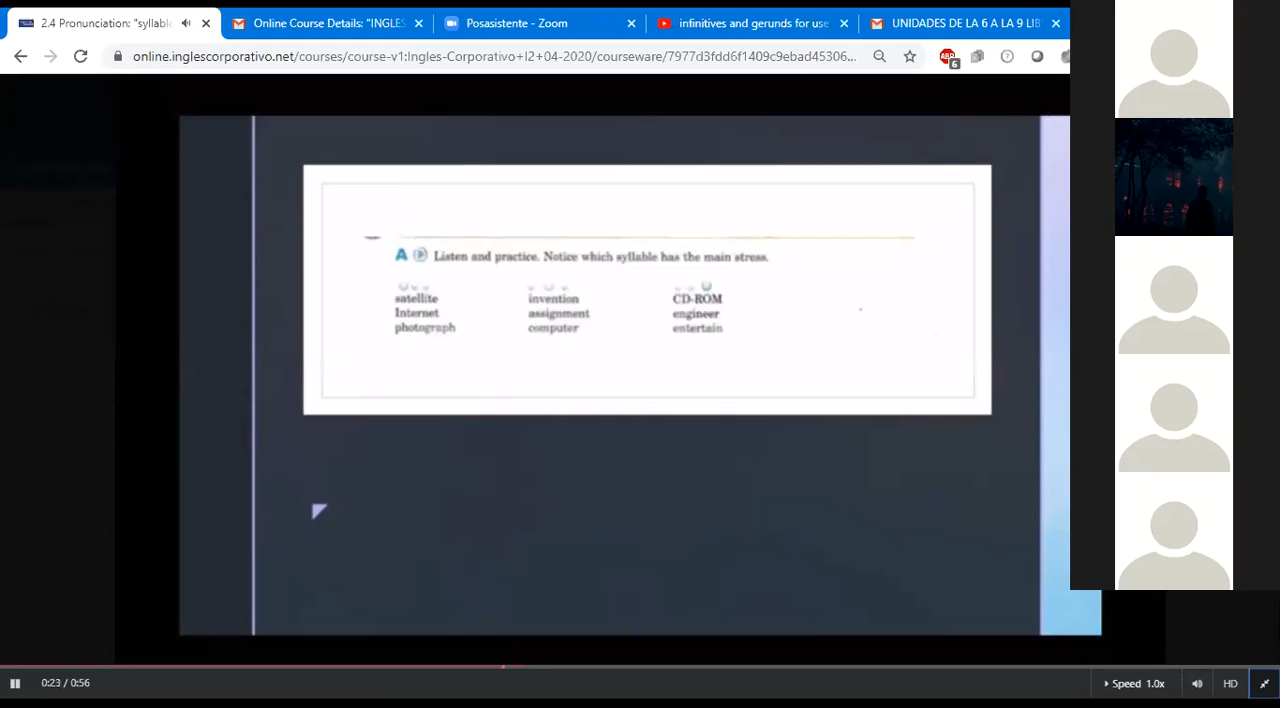 2.4 Pronunciation: "syllabl
Online Course Details: "INGLES
Posasistente - Zoom
infinitives and gerunds for use
UNIDADES DE LA 6 A LA 9 LIB
online.inglescorporativo.net/courses/course-v1:Ingles-Corporativo+I2+04-2020/courseware/7977d3fdd6f1409c9ebad45306...
ABP
6
A Listen and practice. Notice which syllable has the main stress.
satellite invention CD-ROM
Internet assignment engineer
photograph computer entertain
0:23 / 0:56
Speed 1.0x
HD